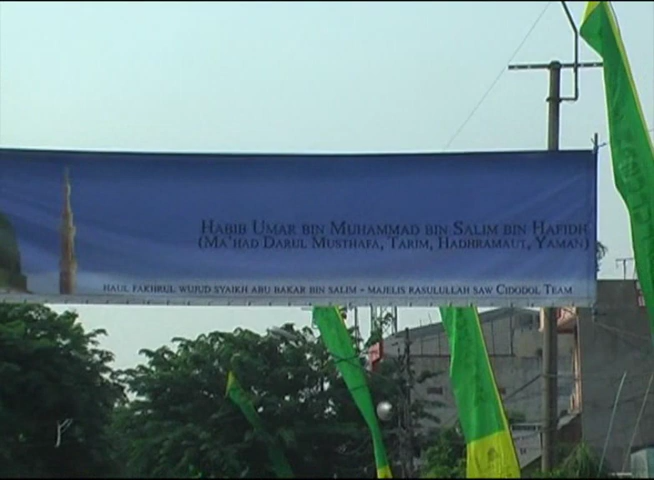 Habib Umar bin Muhammad bin Salim bin Hafidh
(Ma'had Darul Musthafa, Tarim, Hadhramaut, Yaman)
Haul Fakhrul Wujud Syaikh Abu Bakar bin Salim - Majelis Rasulullah SAW Cidodol Team